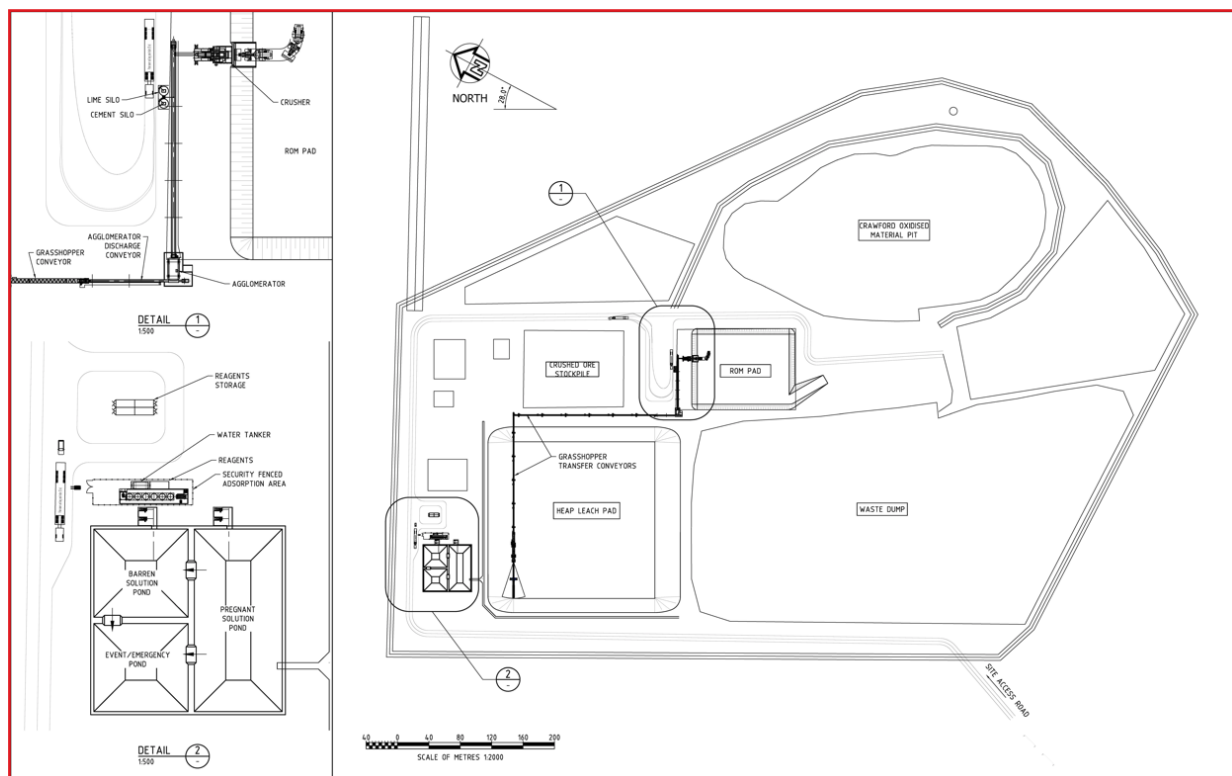 LIME SILO
CEMENT SILO
CRUSHER
ROM PAD
AGGLOMERATOR
DISCHARGE
CONVEYOR
GRASSHOPPER
CONVEYOR
AGGLOMERATOR
DETAIL
1:500
1
-
REAGENTS
STORAGE
WATER TANKER
REAGENTS
SECURITY FENCED
ADSORPTION AREA
BARREN
SOLUTION
POND
PREGNANT
SOLUTION
POND
EVENT/EMERGENCY
POND
DETAIL
1:500
2
-
N
NORTH
28.0°
1
-
CRAWFORD OXIDISED
MATERIAL PIT
CRUSHED ORE
STOCKPILE
ROM PAD
GRASSHOPPER
TRANSFER CONVEYORS
HEAP LEACH PAD
WASTE DUMP
2
-
SITE ACCESS ROAD
40 0 40 80 120 160 200
SCALE OF METRES 1:2000